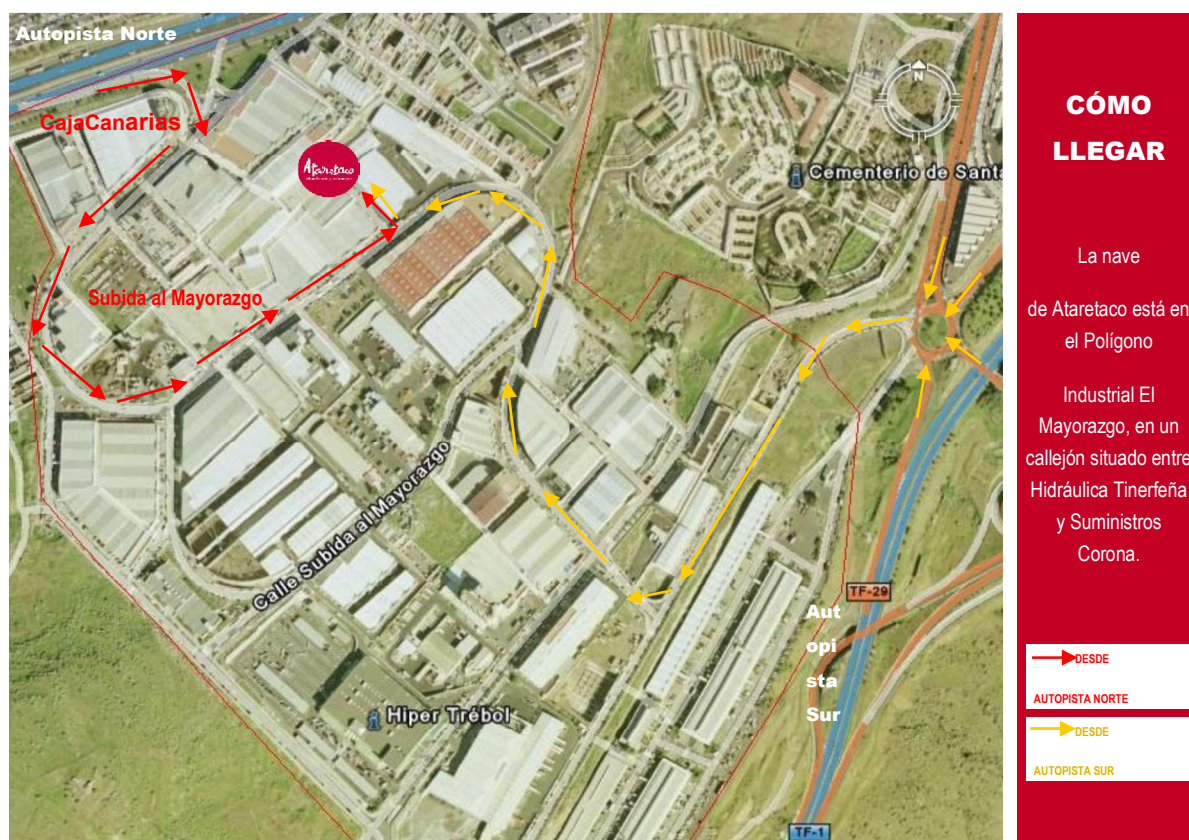 Autopista Norte
CajaCanarias
Ataretaco
N
Cementerio de Santa
Subida al Mayorazgo
Calle Subida al Mayorazgo
TF-29
Aut
opi
sta
Sur
Hiper Trébol
TF-1
CÓMO
LLEGAR
La nave
de Ataretaco está en
el Polígono
Industrial El
Mayorazgo, en un
callejón situado entre
Hidráulica Tinerfeña
y Suministros
Corona.
DESDE
AUTOPISTA NORTE
DESDE
AUTOPISTA SUR